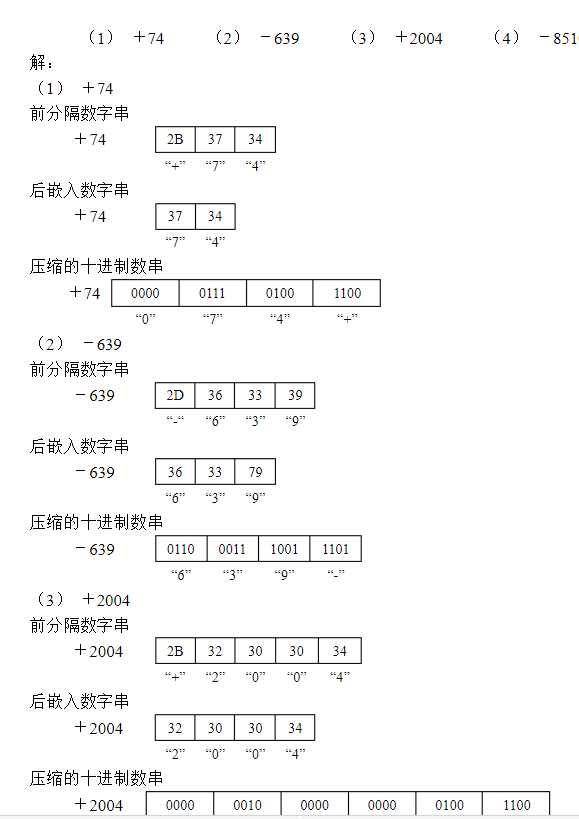 （1） ＋74 （2） －639 （3） ＋2004 （4） －8510
解：
（1） ＋74
前分隔数字串
＋74 2B 37 34
“+” “7” “4”
后嵌入数字串
＋74 37 34
“7” “4”
压缩的十进制数串
＋74 0000 0111 0100 1100
“0” “7” “4” “+”
（2） －639
前分隔数字串
－639 2D 36 33 39
“-“ “6” “3” “9”
后嵌入数字串
－639 36 33 79
“6” “3” “9”
压缩的十进制数串
－639 0110 0011 1001 1101
“6” “3” “9” “-”
（3） ＋2004
前分隔数字串
＋2004 2B 32 30 30 34
“+” “2” “0” “0” “4”
后嵌入数字串
＋2004 32 30 30 34
“2” “0” “0” “4”
压缩的十进制数串
＋2004 0000 0010 0000 0000 0100 1100